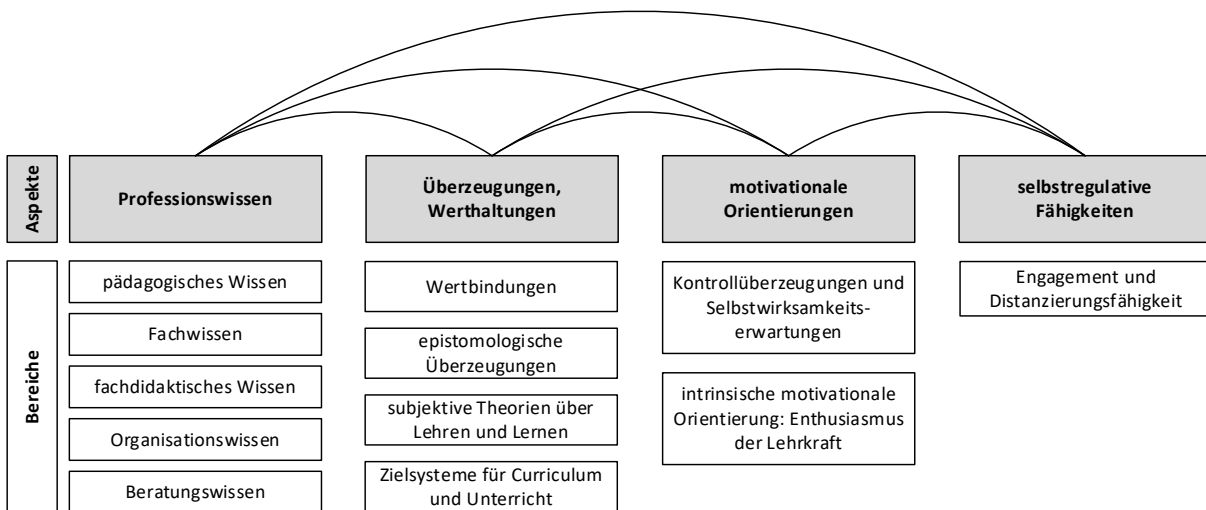 Aspekte
Professionswissen
Überzeugungen,
Werthaltungen
motivationale
Orientierungen
selbstregulative
Fähigkeiten
Bereiche
pädagogisches Wissen
Fachwissen
fachdidaktisches Wissen
Organisationswissen
Beratungswissen
Wertbindungen
epistomologische
Überzeugungen
subjektive Theorien über
Lehren und Lernen
Zielsysteme für Curriculum
und Unterricht
Kontrollüberzeugungen und
Selbstwirksamkeits-
erwartungen
intrinsische motivationale
Orientierung: Enthusiasmus
der Lehrkraft
Engagement und
Distanzierungsfähigkeit